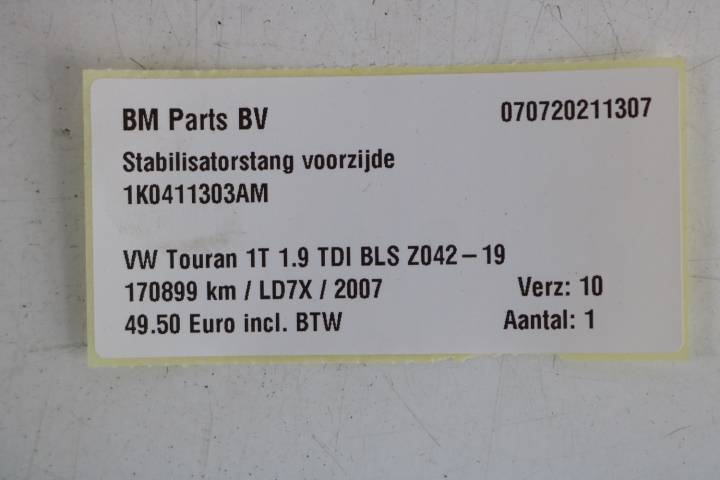 BM Parts BV 070720211307
Stabilisatorstang voorzijde
1K0411303AM
VW Touran 1T 1.9 TDI BLS Z042-19
170899 km / LD7X / 2007 Verz: 10
49.50 Euro incl. BTW Aantal: 1